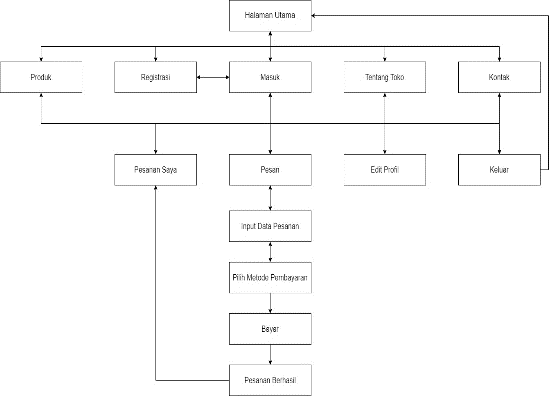 Halaman Utama
Produk
Registrasi
Masuk
Tentang Toko
Kontak
Pesanan Saya
Pesan
Edit Profil
Keluar
Input Data Pesanan
Pilih Metode Pembayaran
Bayar
Pesanan Berhasil